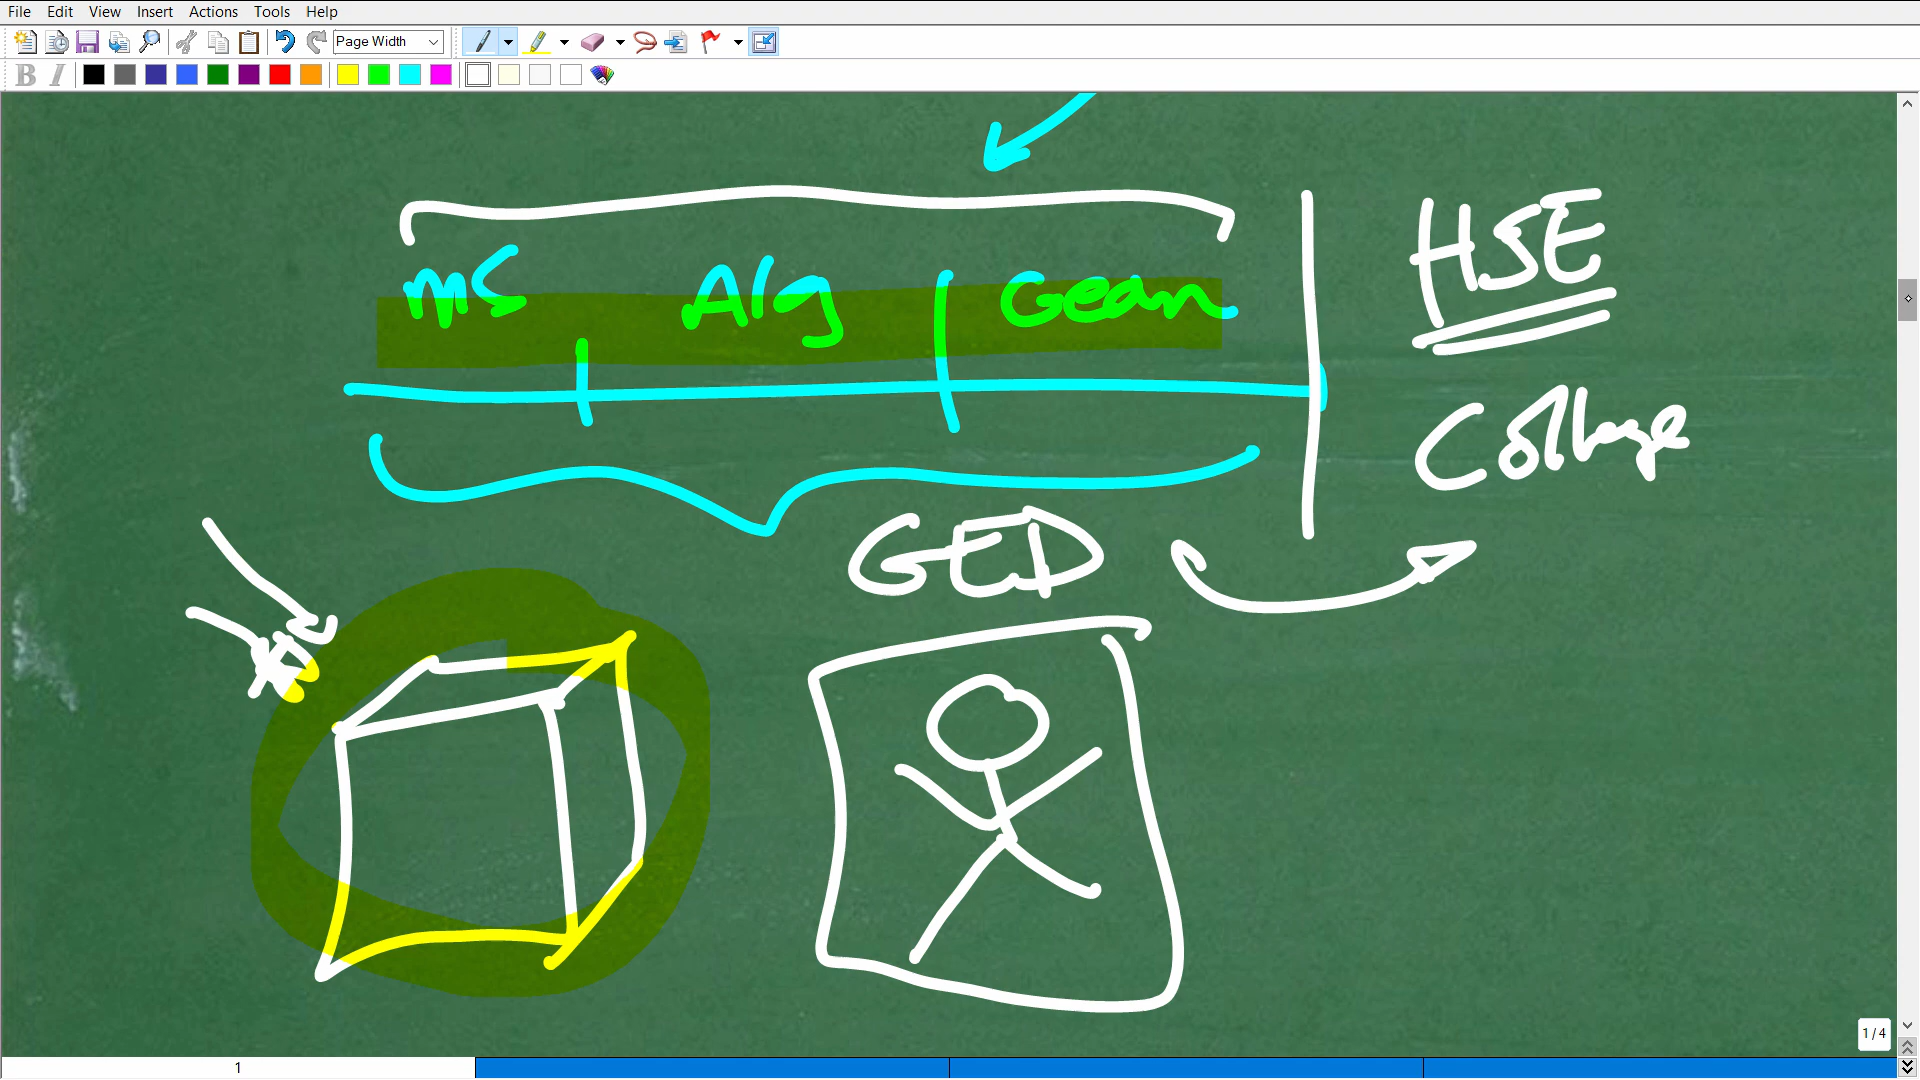 File Edit View Insert Actions Tools Help
Page Width
B I
HSE
MS Alg Geom
College
GED
1 / 4
1